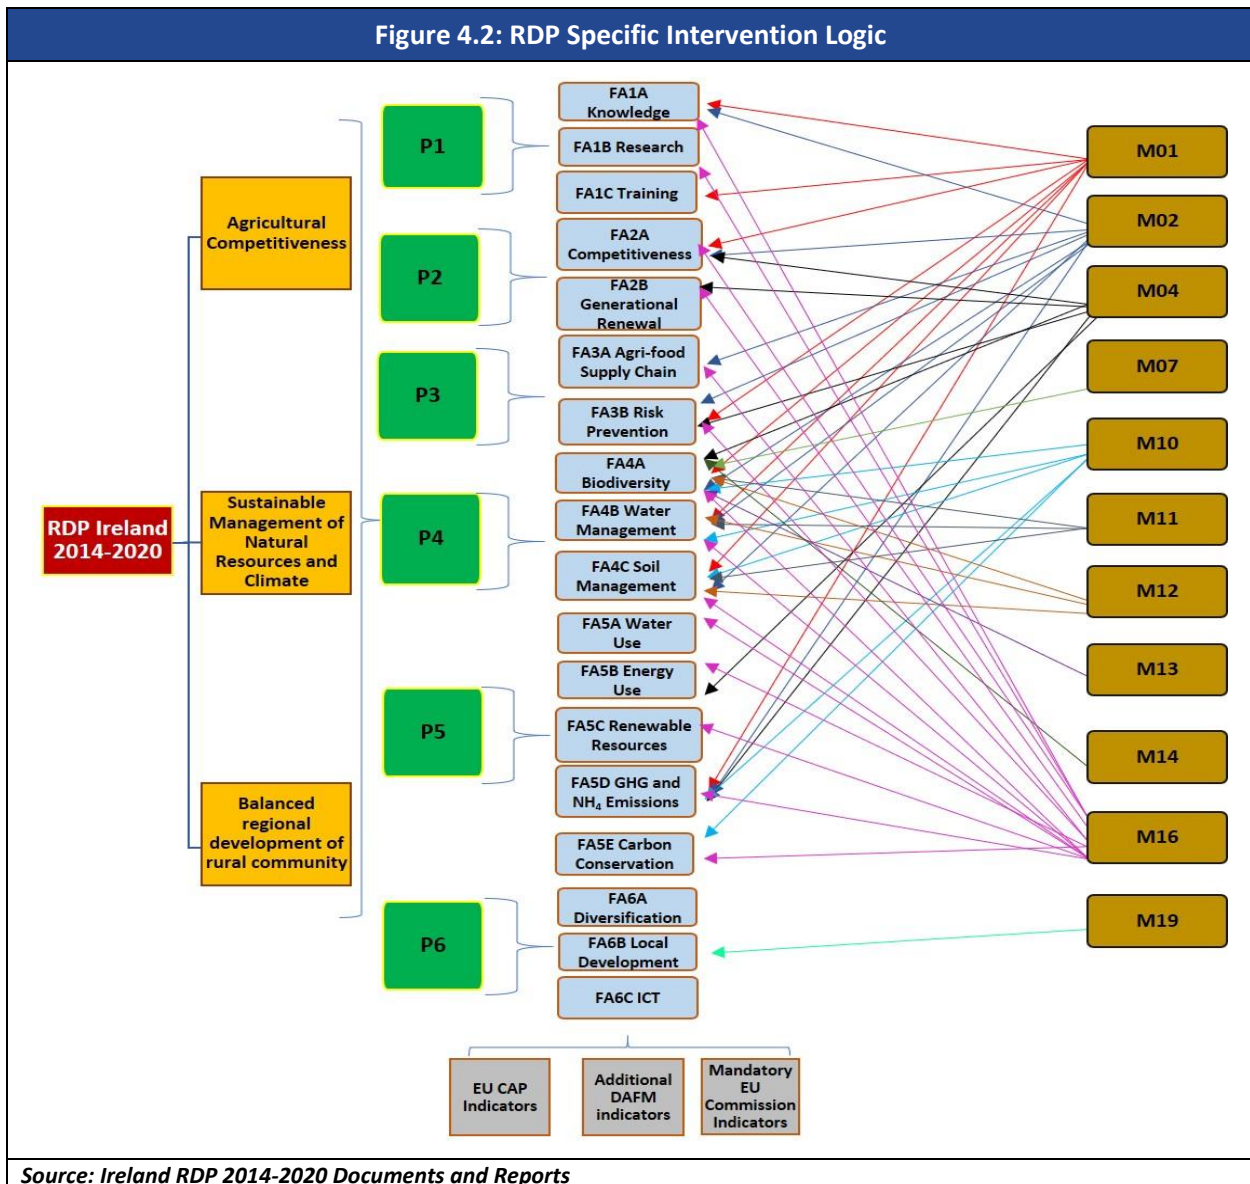 Figure 4.2: RDP Specific Intervention Logic
RDP Ireland
2014-2020
Agricultural
Competitiveness
Sustainable
Management of
Natural
Resources and
Climate
Balanced
regional
development of
rural community
P1
P2
P3
P4
P5
P6
FA1A
Knowledge
FA1B Research
FA1C Training
FA2A
Competitiveness
FA2B
Generational
Renewal
FA3A Agri-food
Supply Chain
FA3B Risk
Prevention
FA4A
Biodiversity
FA4B Water
Management
FA4C Soil
Management
FA5A Water
Use
FA5B Energy
Use
FA5C Renewable
Resources
FA5D GHG and
NH₄ Emissions
FA5E Carbon
Conservation
FA6A
Diversification
FA6B Local
Development
FA6C ICT
M01
M02
M04
M07
M10
M11
M12
M13
M14
M16
M19
EU CAP
Indicators
Additional
DAFM
indicators
Mandatory
EU
Commission
Indicators
Source: Ireland RDP 2014-2020 Documents and Reports